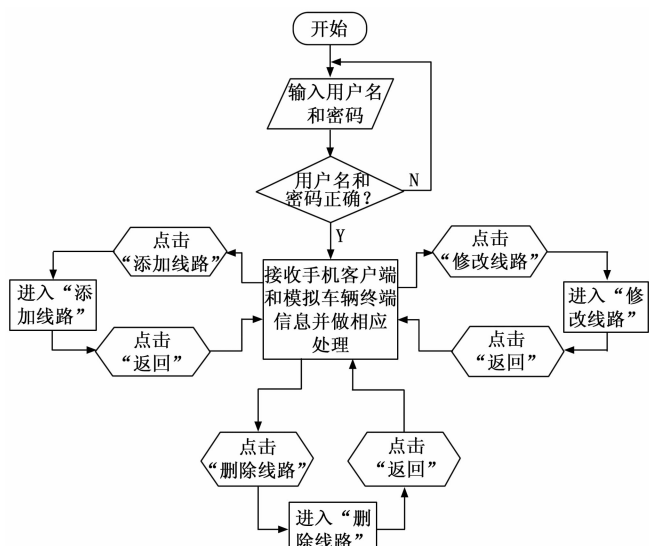 开始
输入用户名
和密码
用户名和
密码正确?
N
Y
点击
“添加线路”
进入“添
加线路”
点击
“返回”
接收手机客户端
和模拟车辆终端
信息并做相应
处理
点击
“修改线路”
进入“修
改线路”
点击
“返回”
点击
“删除线路”
进入“删
除线路”
点击
“返回”